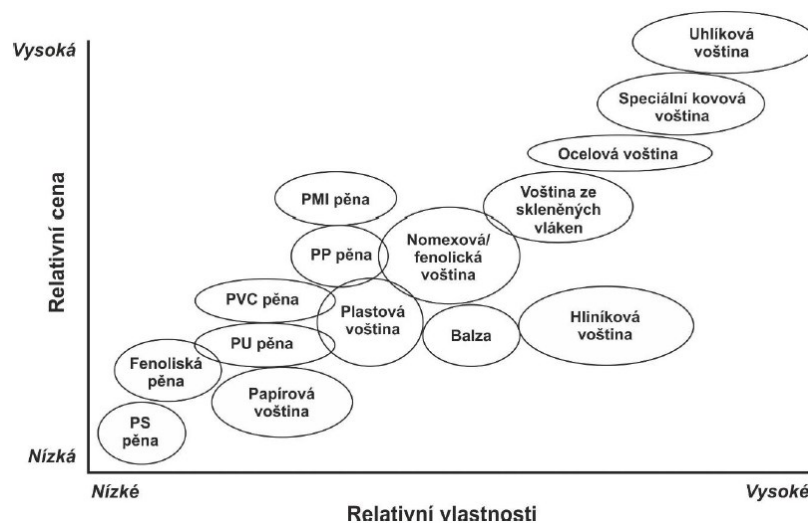 Vysoká
Relativní cena
Nízká
Uhlíková
voština
Speciální kovová
voština
Ocelová voština
Voština ze
skleněných
vláken
PMI pěna
Nomexová/
fenolická
voština
PP pěna
PVC pěna
Plastová
voština
Hliníková
voština
Balza
PU pěna
Fenoliská
pěna
Papírová
voština
PS
pěna
Nízké
Vysoké
Relativní vlastnosti